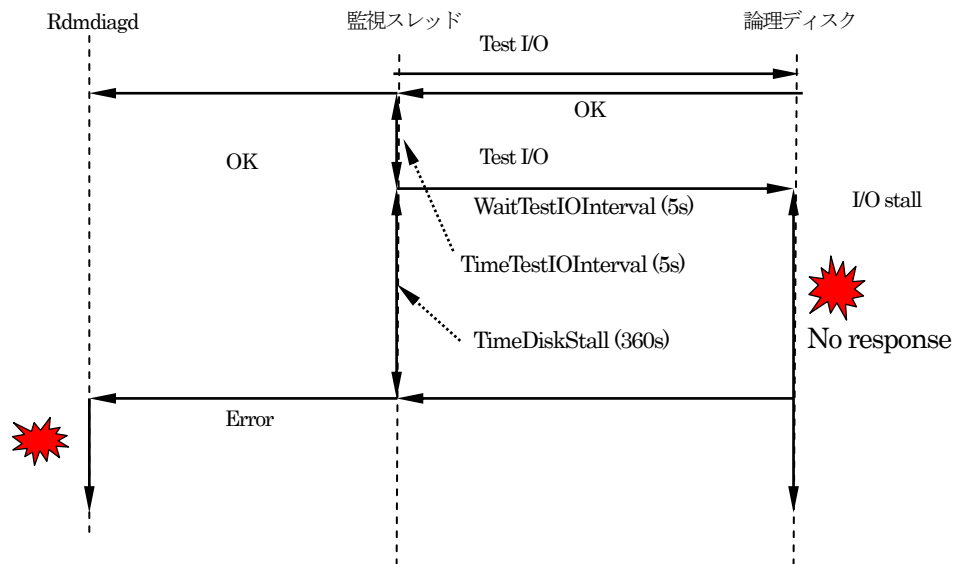 Rdmdiagd
監視スレッド
論理ディスク
Test I/O
OK
OK
Test I/O
WaitTestIOInterval (5s)
I/O stall
TimeTestIOInterval (5s)
TimeDiskStall (360s)
No response
Error